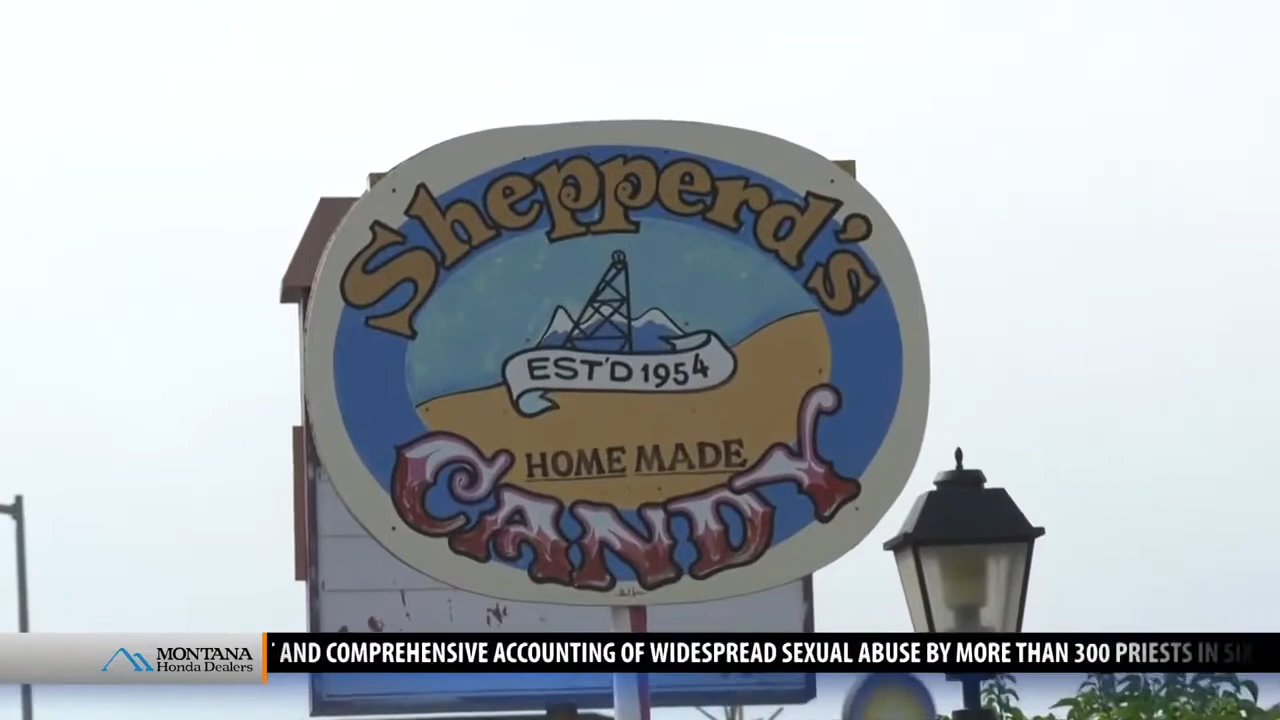 Shepperd's
EST'D 1954
HOME MADE
CANDY
MONTANA
Honda Dealers
AND COMPREHENSIVE ACCOUNTING OF WIDESPREAD SEXUAL ABUSE BY MORE THAN 300 PRIESTS IN